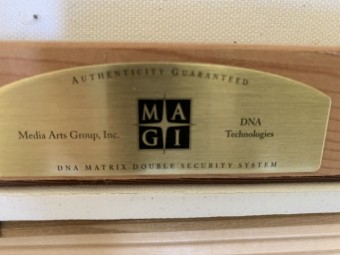 AUTHENTICITY GUARANTEED
MA
GI
Media Arts Group, Inc.
DNA
Technologies
DNA MATRIX DOUBLE SECURITY SYSTEM